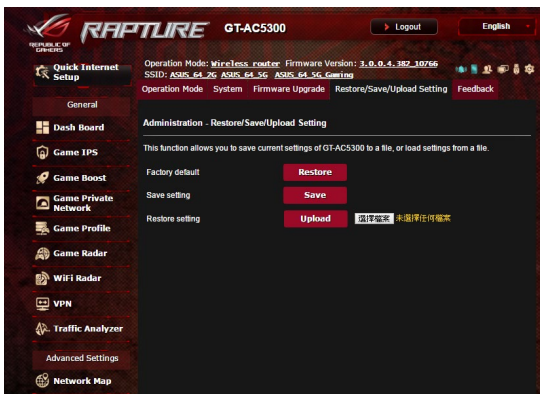 REPUBLIC OF
GAMERS
RAPTURE GT-AC5300 Logout English
Quick Internet
Setup
Operation Mode: Wireless router Firmware Version: 3.0.0.4.382_10766
SSID: ASUS_64_2G ASUS_64_5G ASUS_64_5G_Gaming
Operation Mode System Firmware Upgrade Restore/Save/Upload Setting Feedback
General
Dash Board
Game IPS
Game Boost
Game Private
Network
Game Profile
Game Radar
WiFi Radar
VPN
Traffic Analyzer
Advanced Settings
Network Map
Administration - Restore/Save/Upload Setting
This function allows you to save current settings of GT-AC5300 to a file, or load settings from a file.
Factory default Restore
Save setting Save
Restore setting Upload 選擇檔案 未選擇任何檔案